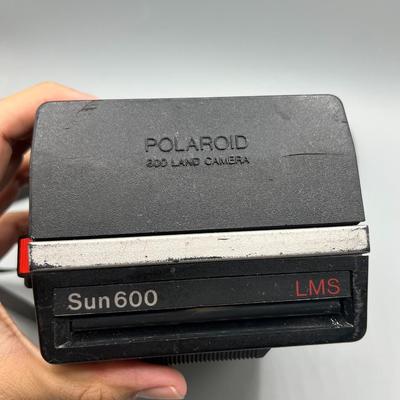 POLAROID
600 LAND CAMERA
Sun600
LMS